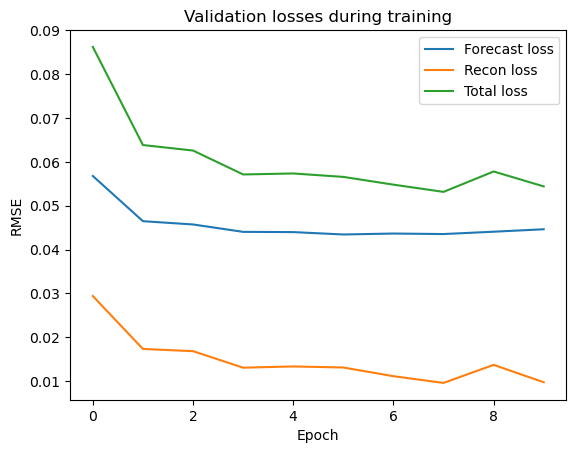 Validation losses during training
0.09
0.08
0.07
0.06
0.05
0.04
0.03
0.02
0.01
RMSE
Forecast loss
Recon loss
Total loss
0 2 4 6 8
Epoch